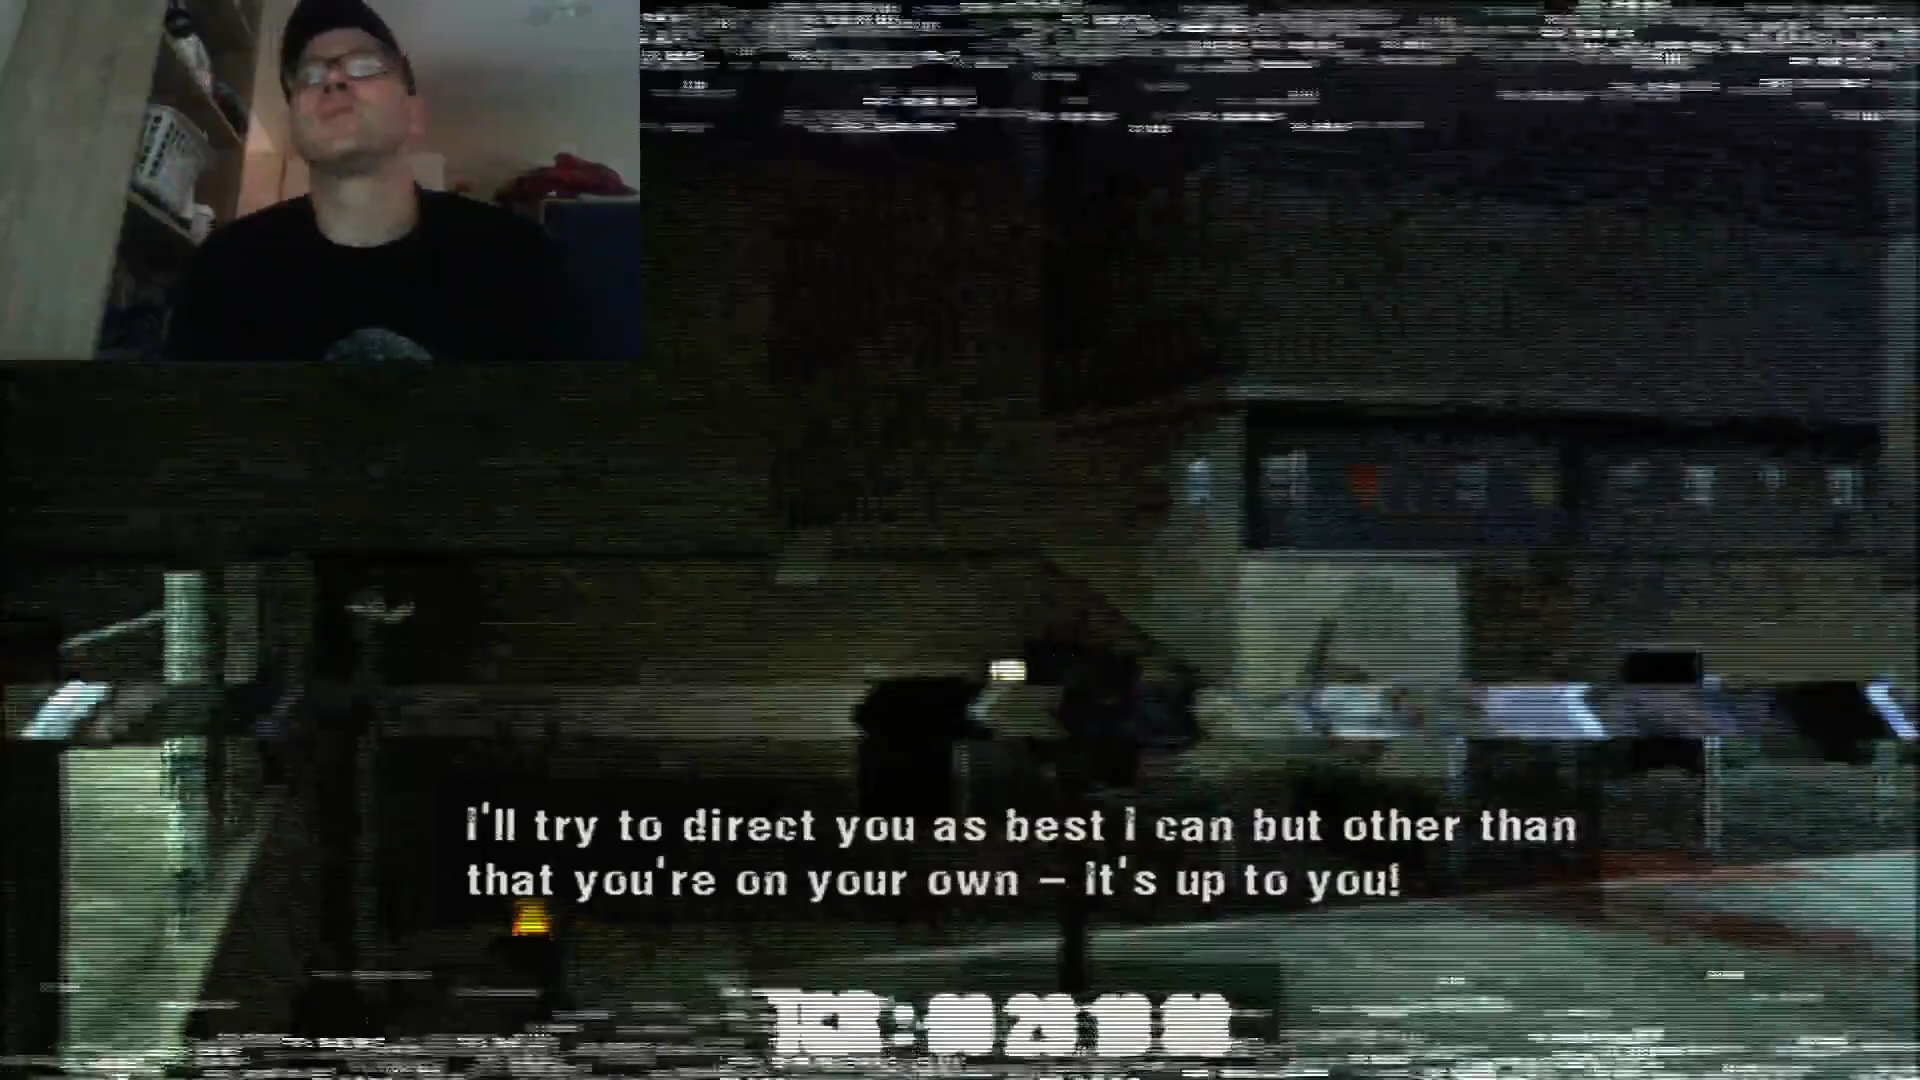 I'll try to direct you as best I can but other than
that you're on your own – it's up to you!